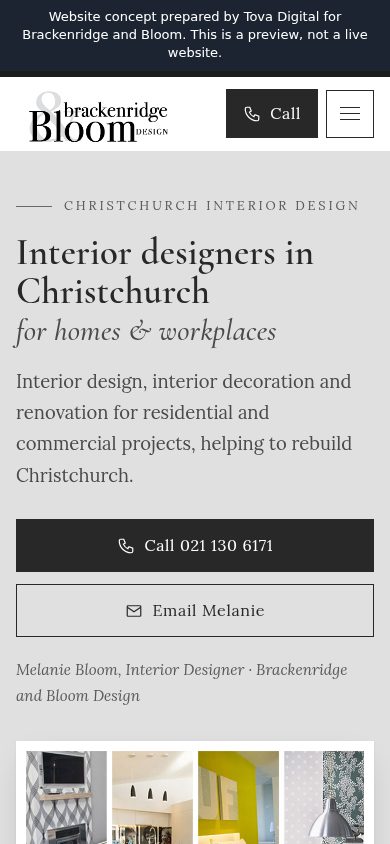 Website concept prepared by Tova Digital for
Brackenridge and Bloom. This is a preview, not a live
website.
brackenridge
Bloom DESIGN
Call
CHRISTCHURCH INTERIOR DESIGN
Interior designers in
Christchurch
for homes & workplaces
Interior design, interior decoration and
renovation for residential and
commercial projects, helping to rebuild
Christchurch.
Call 021 130 6171
Email Melanie
Melanie Bloom, Interior Designer · Brackenridge
and Bloom Design